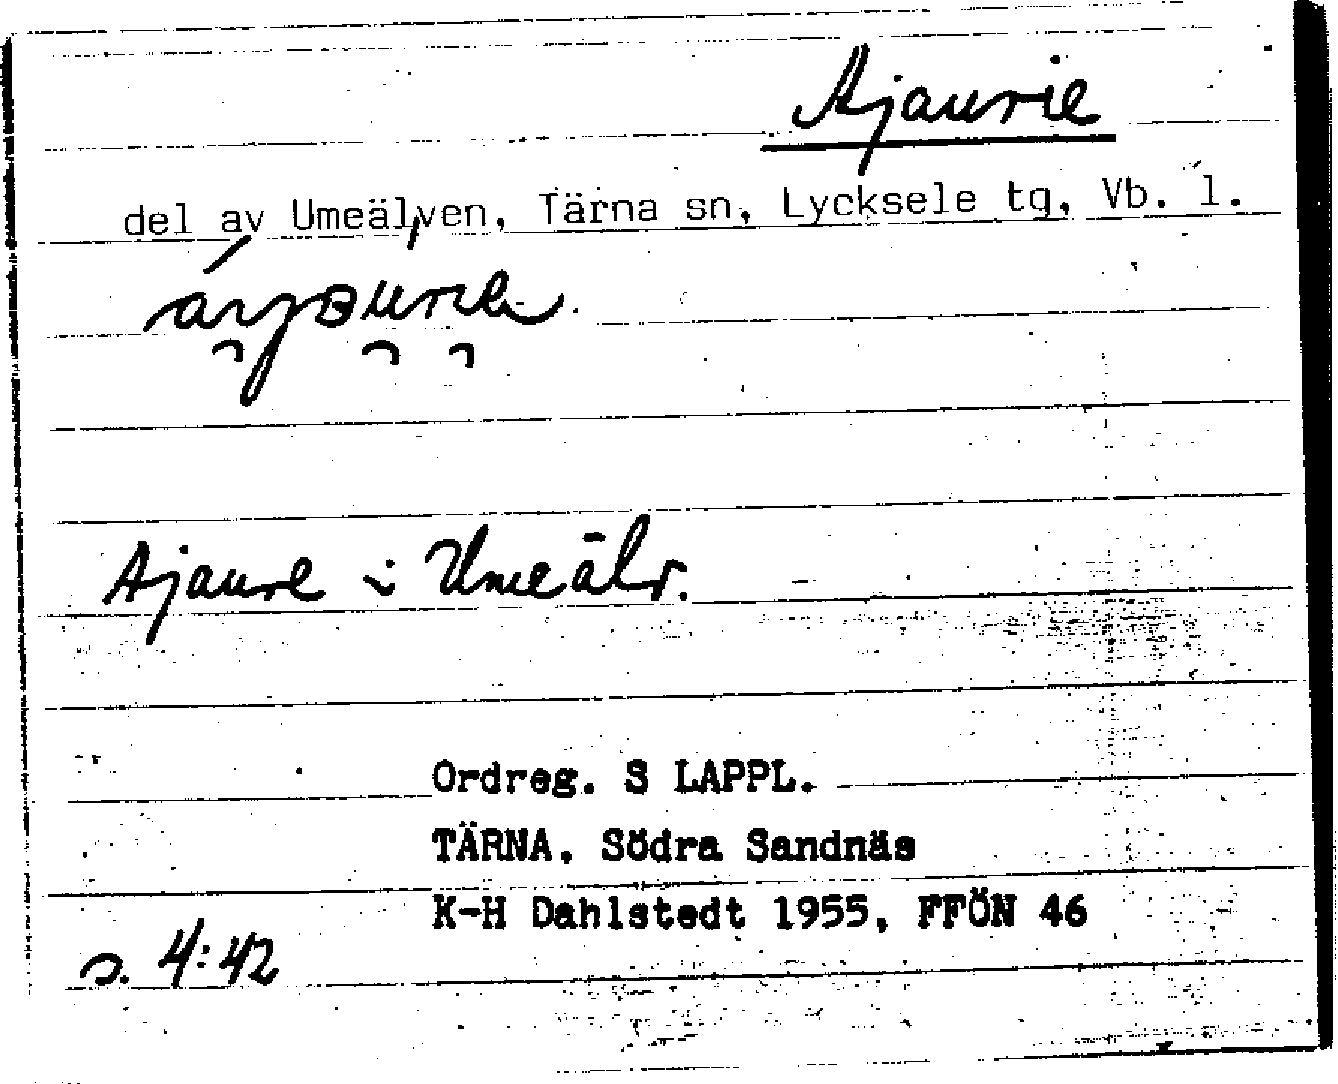 Ajaurie
del av Umeälven, Tärna sn, Lycksele tg, Vb. l.
Ajaure i Umeälv.
Ordreg. S LAPPL.
TÄRNA. Södra Sandnäs
K-H Dahlstedt 1955, FFÖN 46
s. 4:42